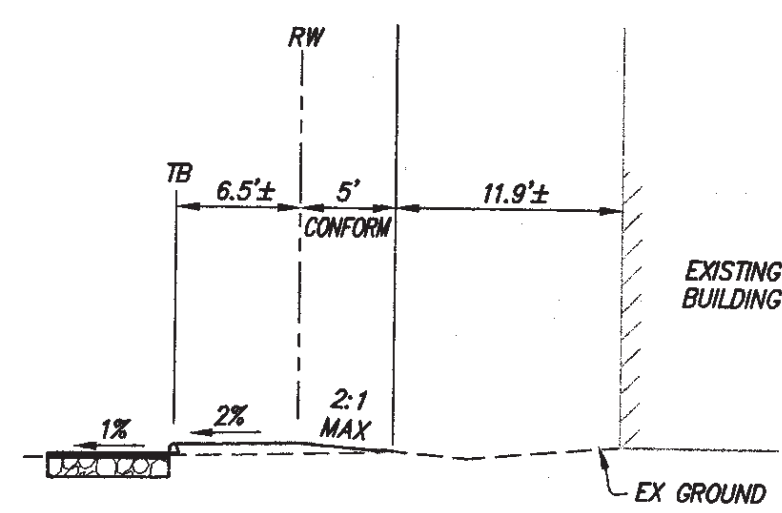 RW
TB
6.5'±
5'
11.9'±
CONFORM
EXISTING
BUILDING
2:1
MAX
1%
2%
EX GROUND